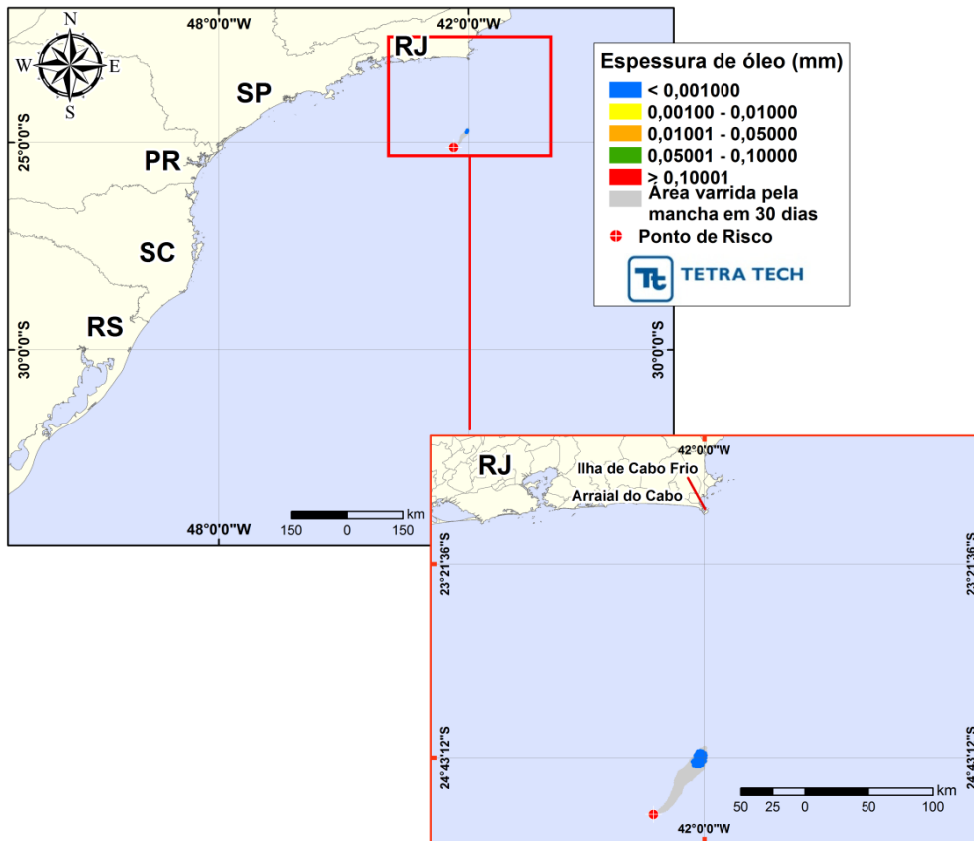 48°0'0"W
42°0'0"W
N
W
E
S
RJ
SP
PR
SC
RS
25°0'0"S
25°0'0"S
30°0'0"S
30°0'0"S
48°0'0"W
150
0
150
km
Espessura de óleo (mm)
< 0,001000
0,00100 - 0,01000
0,01001 - 0,05000
0,05001 - 0,10000
> 0,10001
Área varrida pela
mancha em 30 dias
Ponto de Risco
Tt
TETRA TECH
42°0'0"W
RJ
Ilha de Cabo Frio
Arraial do Cabo
23°21'36"S
23°21'36"S
24°43'12"S
24°43'12"S
50
25
0
50
100
km
42°0'0"W